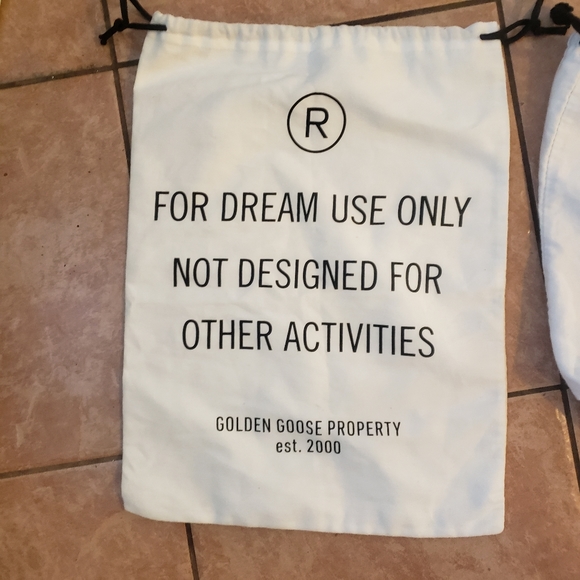 R
FOR DREAM USE ONLY
NOT DESIGNED FOR
OTHER ACTIVITIES
GOLDEN GOOSE PROPERTY
est. 2000